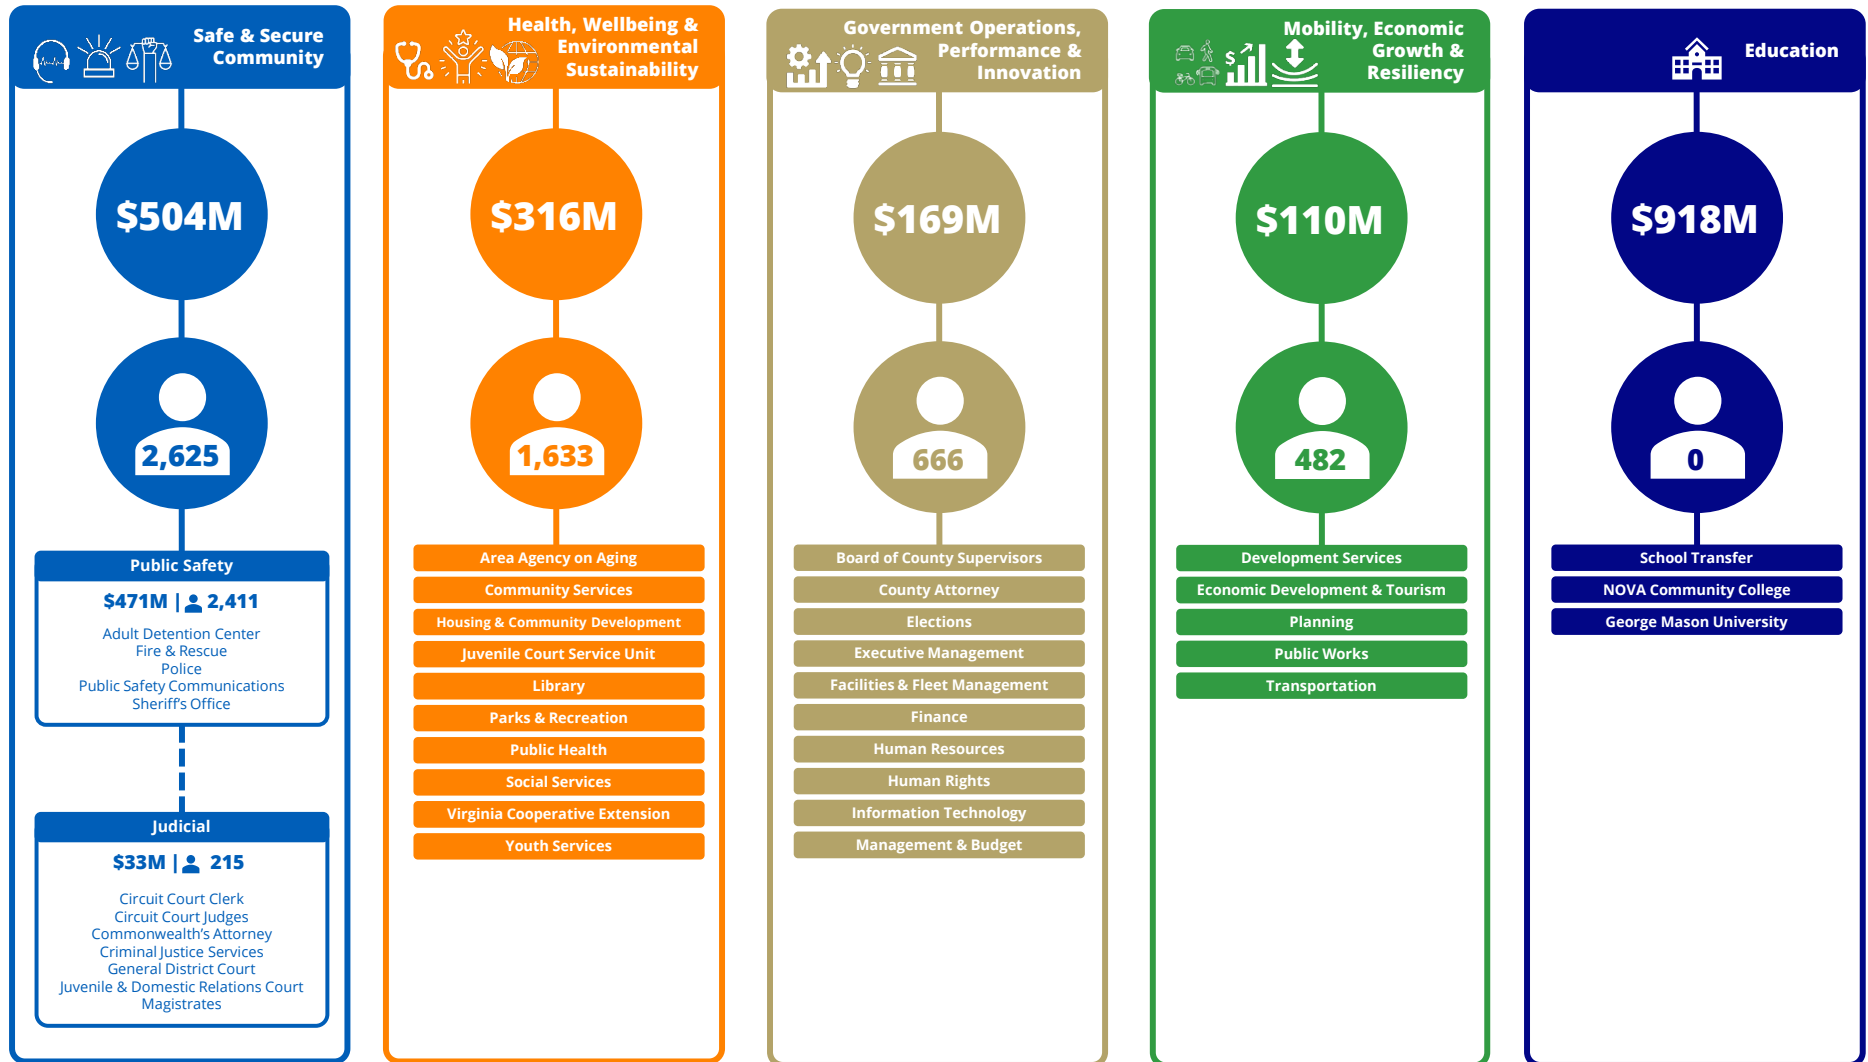 Safe & Secure
Community
$504M
2,625
Public Safety
$471M | 2,411
Adult Detention Center
Fire & Rescue
Police
Public Safety Communications
Sheriff's Office
Judicial
$33M | 215
Circuit Court Clerk
Circuit Court Judges
Commonwealth's Attorney
Criminal Justice Services
General District Court
Juvenile & Domestic Relations Court
Magistrates
Health, Wellbeing &
Environmental
Sustainability
$316M
1,633
Area Agency on Aging
Community Services
Housing & Community Development
Juvenile Court Service Unit
Library
Parks & Recreation
Public Health
Social Services
Virginia Cooperative Extension
Youth Services
Government Operations,
Performance &
Innovation
$169M
666
Board of County Supervisors
County Attorney
Elections
Executive Management
Facilities & Fleet Management
Finance
Human Resources
Human Rights
Information Technology
Management & Budget
Mobility, Economic
Growth &
Resiliency
$
$110M
482
Development Services
Economic Development & Tourism
Planning
Public Works
Transportation
Education
$918M
0
School Transfer
NOVA Community College
George Mason University